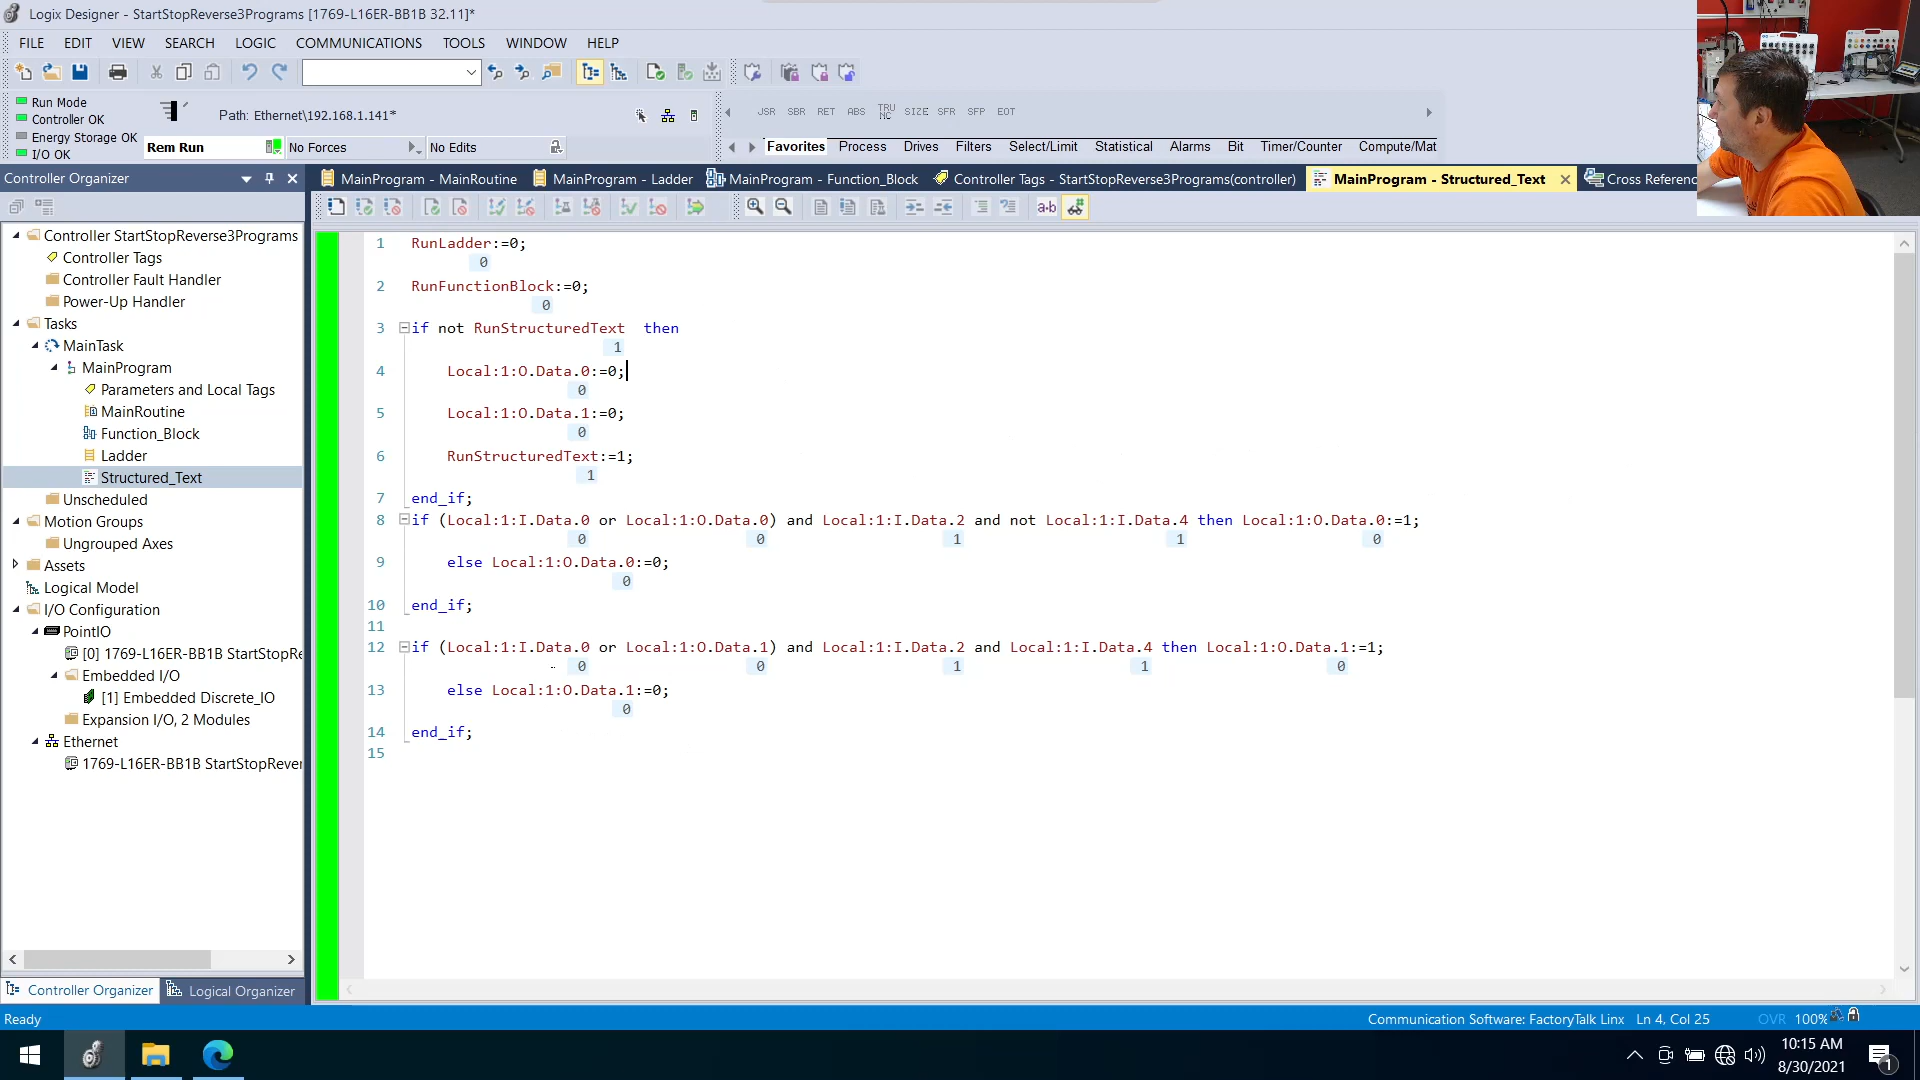 Logix Designer - StartStopReverse3Programs [1769-L16ER-BB1B 32.11]*
FILE EDIT VIEW SEARCH LOGIC COMMUNICATIONS TOOLS WINDOW HELP
Run Mode
Controller OK
Energy Storage OK
I/O OK
Path: Ethernet\192.168.1.141*
Rem Run No Forces No Edits
JSR SBR RET ABS TRUNC SIZE SFR SFP EOT
Favorites Process Drives Filters Select/Limit Statistical Alarms Bit Timer/Counter Compute/Mat
Controller Organizer
MainProgram - MainRoutine MainProgram - Ladder MainProgram - Function_Block Controller Tags - StartStopReverse3Programs(controller) MainProgram - Structured_Text Cross Referenc
Controller StartStopReverse3Programs
Controller Tags
Controller Fault Handler
Power-Up Handler
Tasks
MainTask
MainProgram
Parameters and Local Tags
MainRoutine
Function_Block
Ladder
Structured_Text
Unscheduled
Motion Groups
Ungrouped Axes
Assets
Logical Model
I/O Configuration
PointIO
[0] 1769-L16ER-BB1B StartStopRe
Embedded I/O
[1] Embedded Discrete_IO
Expansion I/O, 2 Modules
Ethernet
1769-L16ER-BB1B StartStopRever
Controller Organizer Logical Organizer
1 RunLadder:=0;
0
2 RunFunctionBlock:=0;
0
3 if not RunStructuredText then
1
4 Local:1:O.Data.0:=0;
0
5 Local:1:O.Data.1:=0;
0
6 RunStructuredText:=1;
1
7 end_if;
8 if (Local:1:I.Data.0 or Local:1:O.Data.0) and Local:1:I.Data.2 and not Local:1:I.Data.4 then Local:1:O.Data.0:=1;
0 0 1 1 0
9 else Local:1:O.Data.0:=0;
0
10 end_if;
11
12 if (Local:1:I.Data.0 or Local:1:O.Data.1) and Local:1:I.Data.2 and Local:1:I.Data.4 then Local:1:O.Data.1:=1;
0 0 1 1 0
13 else Local:1:O.Data.1:=0;
0
14 end_if;
15
Ready Communication Software: FactoryTalk Linx Ln 4, Col 25 OVR 100%
10:15 AM
8/30/2021
1